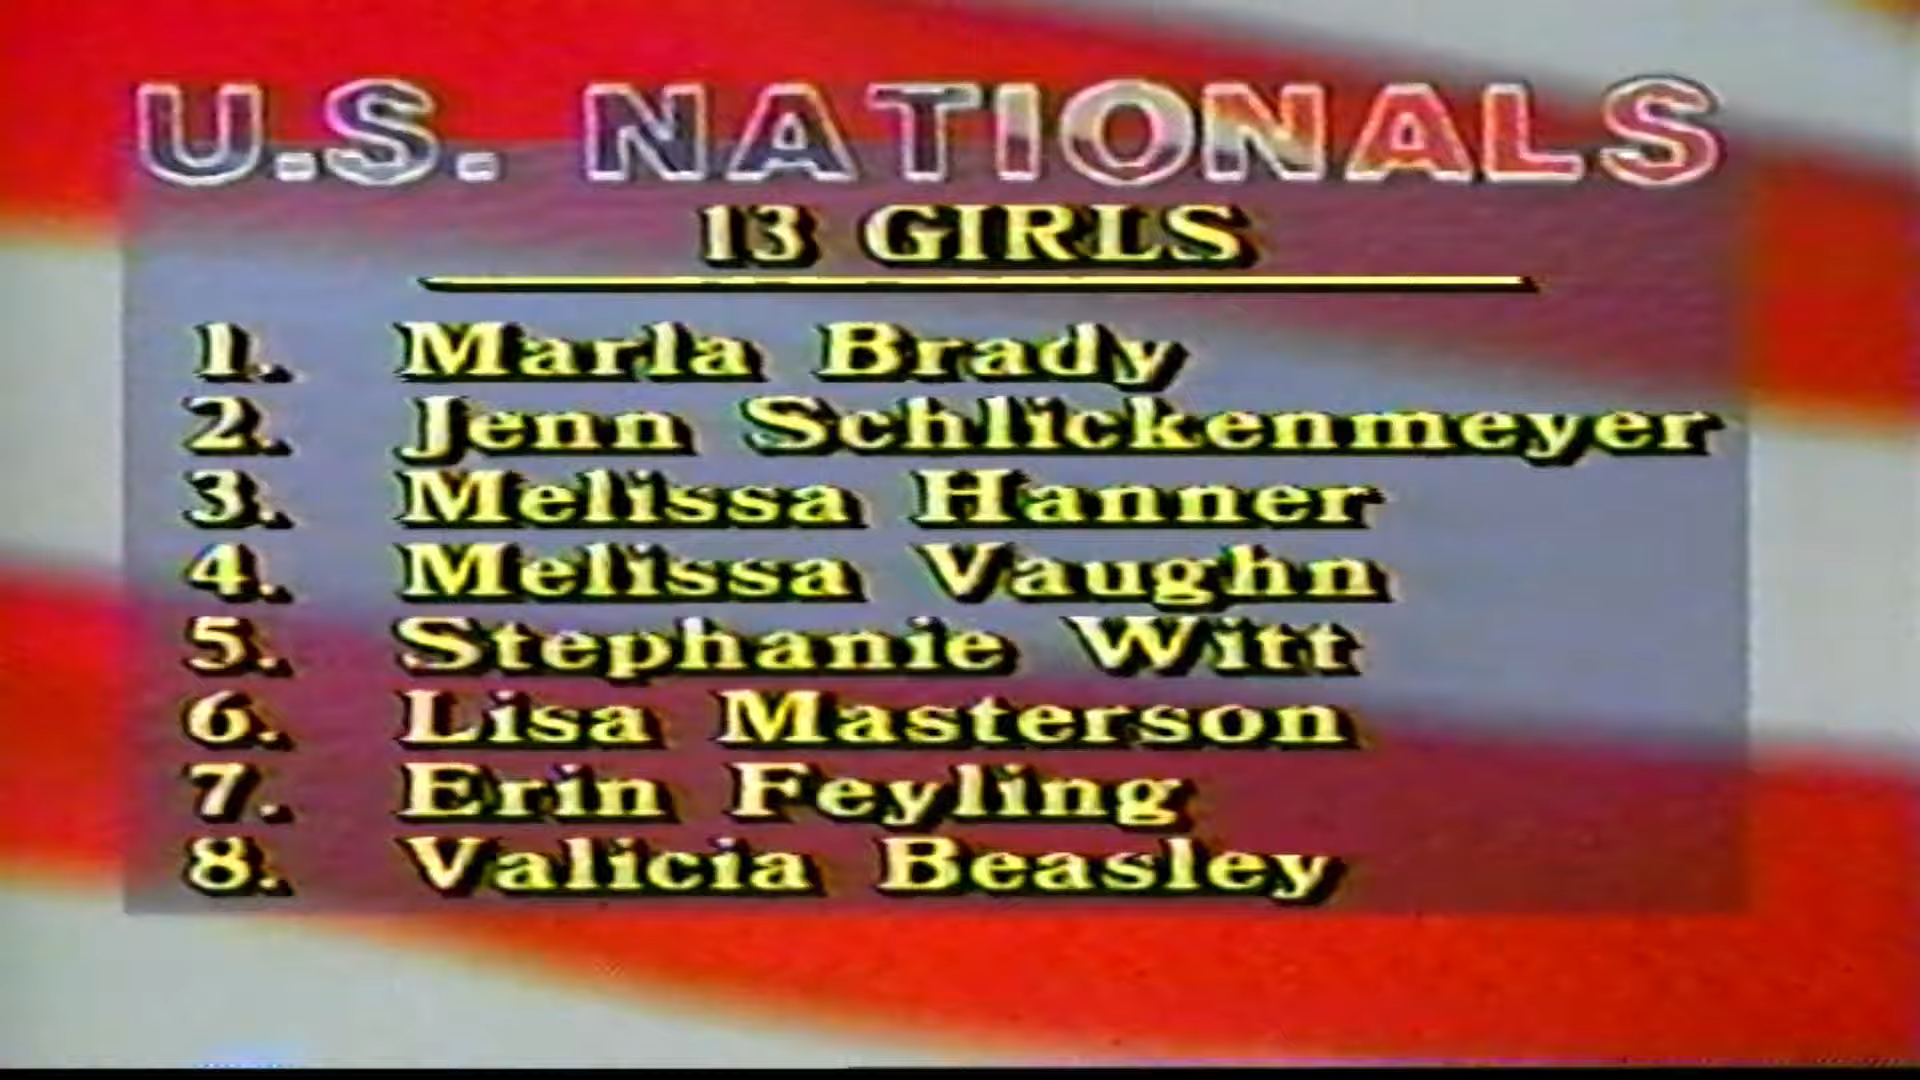 U.S. NATIONALS
13 GIRLS
1. Marla Brady
2. Jenn Schlickenmeyer
3. Melissa Hanner
4. Melissa Vaughn
5. Stephanie Witt
6. Lisa Masterson
7. Erin Feyling
8. Valicia Beasley